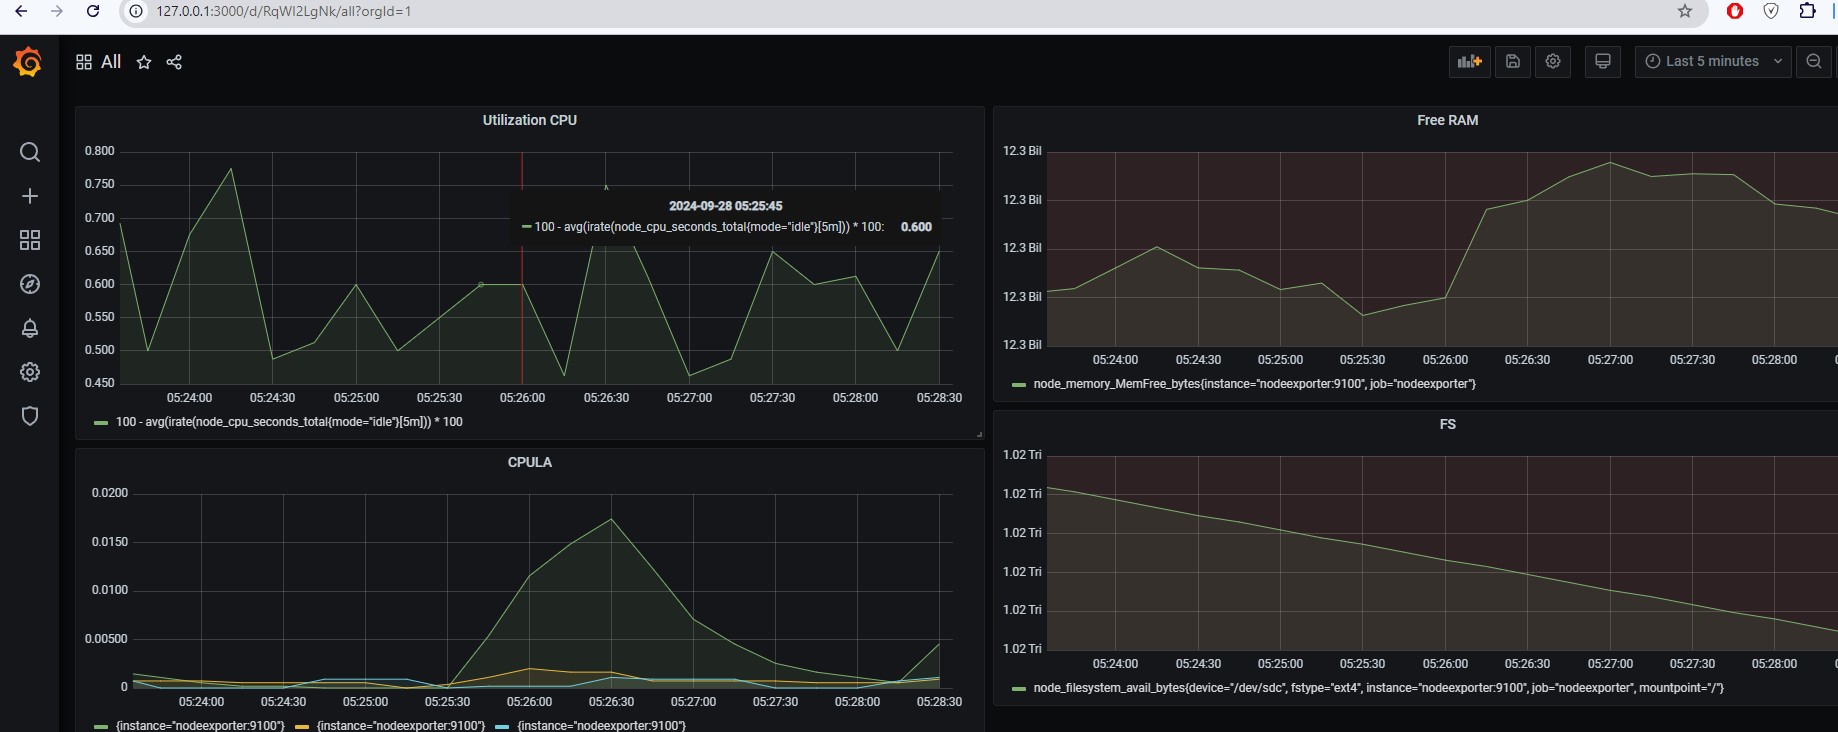 127.0.0.1:3000/d/RqWl2LgNk/all?orgId=1
All
Last 5 minutes
Utilization CPU
0.800
0.750
0.700
0.650
0.600
0.550
0.500
0.450
2024-09-28 05:25:45
100 - avg(irate(node_cpu_seconds_total{mode="idle"}[5m])) * 100: 0.600
05:24:00 05:24:30 05:25:00 05:25:30 05:26:00 05:26:30 05:27:00 05:27:30 05:28:00 05:28:30
100 - avg(irate(node_cpu_seconds_total{mode="idle"}[5m])) * 100
Free RAM
12.3 Bil
12.3 Bil
12.3 Bil
12.3 Bil
12.3 Bil
05:24:00 05:24:30 05:25:00 05:25:30 05:26:00 05:26:30 05:27:00 05:27:30 05:28:00
node_memory_MemFree_bytes{instance="nodeexporter:9100", job="nodeexporter"}
CPULA
0.0200
0.0150
0.0100
0.00500
0
05:24:00 05:24:30 05:25:00 05:25:30 05:26:00 05:26:30 05:27:00 05:27:30 05:28:00 05:28:30
{instance="nodeexporter:9100"} {instance="nodeexporter:9100"} {instance="nodeexporter:9100"}
FS
1.02 Tri
1.02 Tri
1.02 Tri
1.02 Tri
1.02 Tri
1.02 Tri
05:24:00 05:24:30 05:25:00 05:25:30 05:26:00 05:26:30 05:27:00 05:27:30 05:28:00
node_filesystem_avail_bytes{device="/dev/sdc", fstype="ext4", instance="nodeexporter:9100", job="nodeexporter", mountpoint="/"}